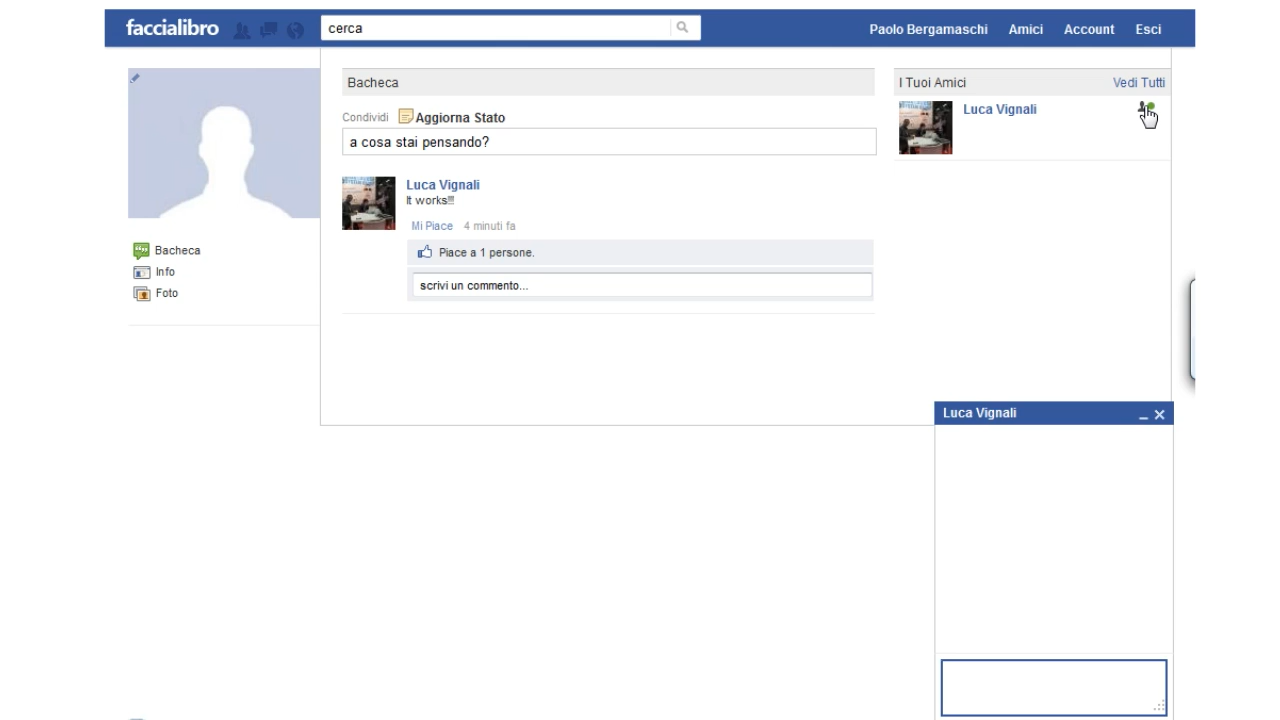 faccialibro
cerca
Paolo Bergamaschi Amici Account Esci
Bacheca
Info
Foto
Bacheca
Condividi Aggiorna Stato
a cosa stai pensando?
Luca Vignali
It works!!!
Mi Piace 4 minuti fa
Piace a 1 persone.
scrivi un commento...
I Tuoi Amici Vedi Tutti
Luca Vignali
Luca Vignali